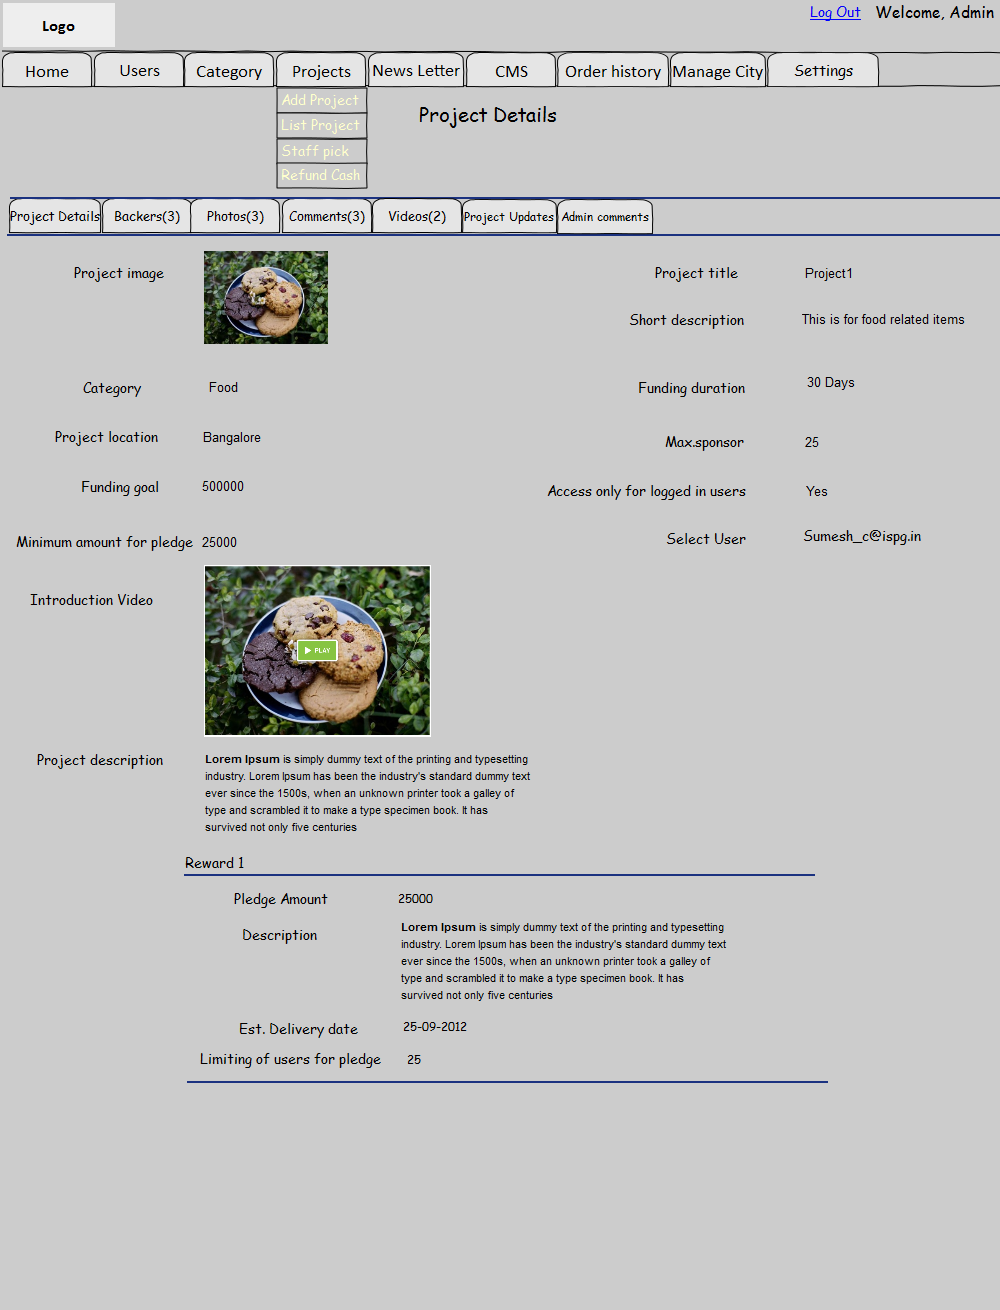 Logo
Log Out Welcome, Admin
Home Users Category Projects News Letter CMS Order history Manage City Settings
Add Project
List Project
Staff pick
Refund Cash
Project Details
Project Details Backers(3) Photos(3) Comments(3) Videos(2) Project Updates Admin comments
Project image
Project title Project1
Short description This is for food related items
Category Food
Funding duration 30 Days
Project location Bangalore
Max.sponsor 25
Funding goal 500000
Access only for logged in users Yes
Minimum amount for pledge 25000
Select User Sumesh_c@ispg.in
Introduction Video
PLAY
Project description
Lorem Ipsum is simply dummy text of the printing and typesetting
industry. Lorem Ipsum has been the industry's standard dummy text
ever since the 1500s, when an unknown printer took a galley of
type and scrambled it to make a type specimen book. It has
survived not only five centuries
Reward 1
Pledge Amount 25000
Description
Lorem Ipsum is simply dummy text of the printing and typesetting
industry. Lorem Ipsum has been the industry's standard dummy text
ever since the 1500s, when an unknown printer took a galley of
type and scrambled it to make a type specimen book. It has
survived not only five centuries
Est. Delivery date 25-09-2012
Limiting of users for pledge 25